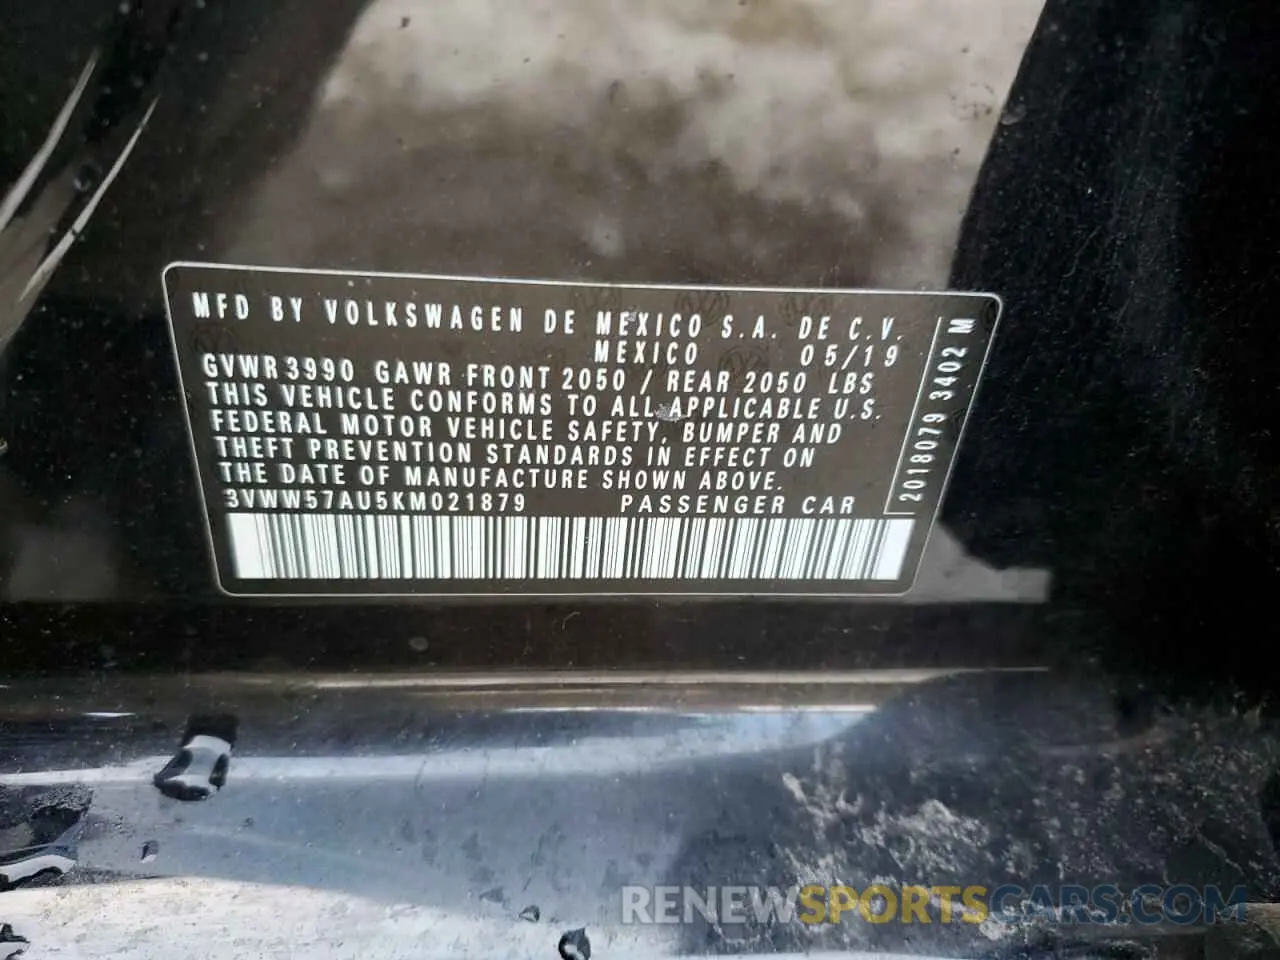 MFD BY VOLKSWAGEN DE MEXICO S.A. DE C.V.
MEXICO 05/19
GVWR 3990 GAWR FRONT 2050 / REAR 2050 LBS
THIS VEHICLE CONFORMS TO ALL APPLICABLE U.S.
FEDERAL MOTOR VEHICLE SAFETY, BUMPER AND
THEFT PREVENTION STANDARDS IN EFFECT ON
THE DATE OF MANUFACTURE SHOWN ABOVE.
3VWW57AU5KM021879 PASSENGER CAR
2018079 3402 M
RENEWSPORTSCARS.COM